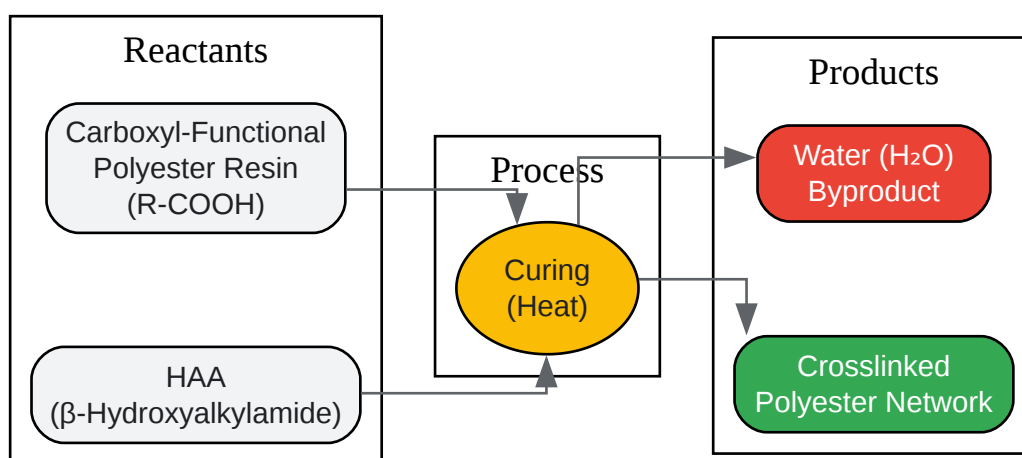 Reactants
Carboxyl-Functional
Polyester Resin
(R-COOH)
HAA
(β-Hydroxyalkylamide)
Process
Curing
(Heat)
Products
Water (H₂O)
Byproduct
Crosslinked
Polyester Network